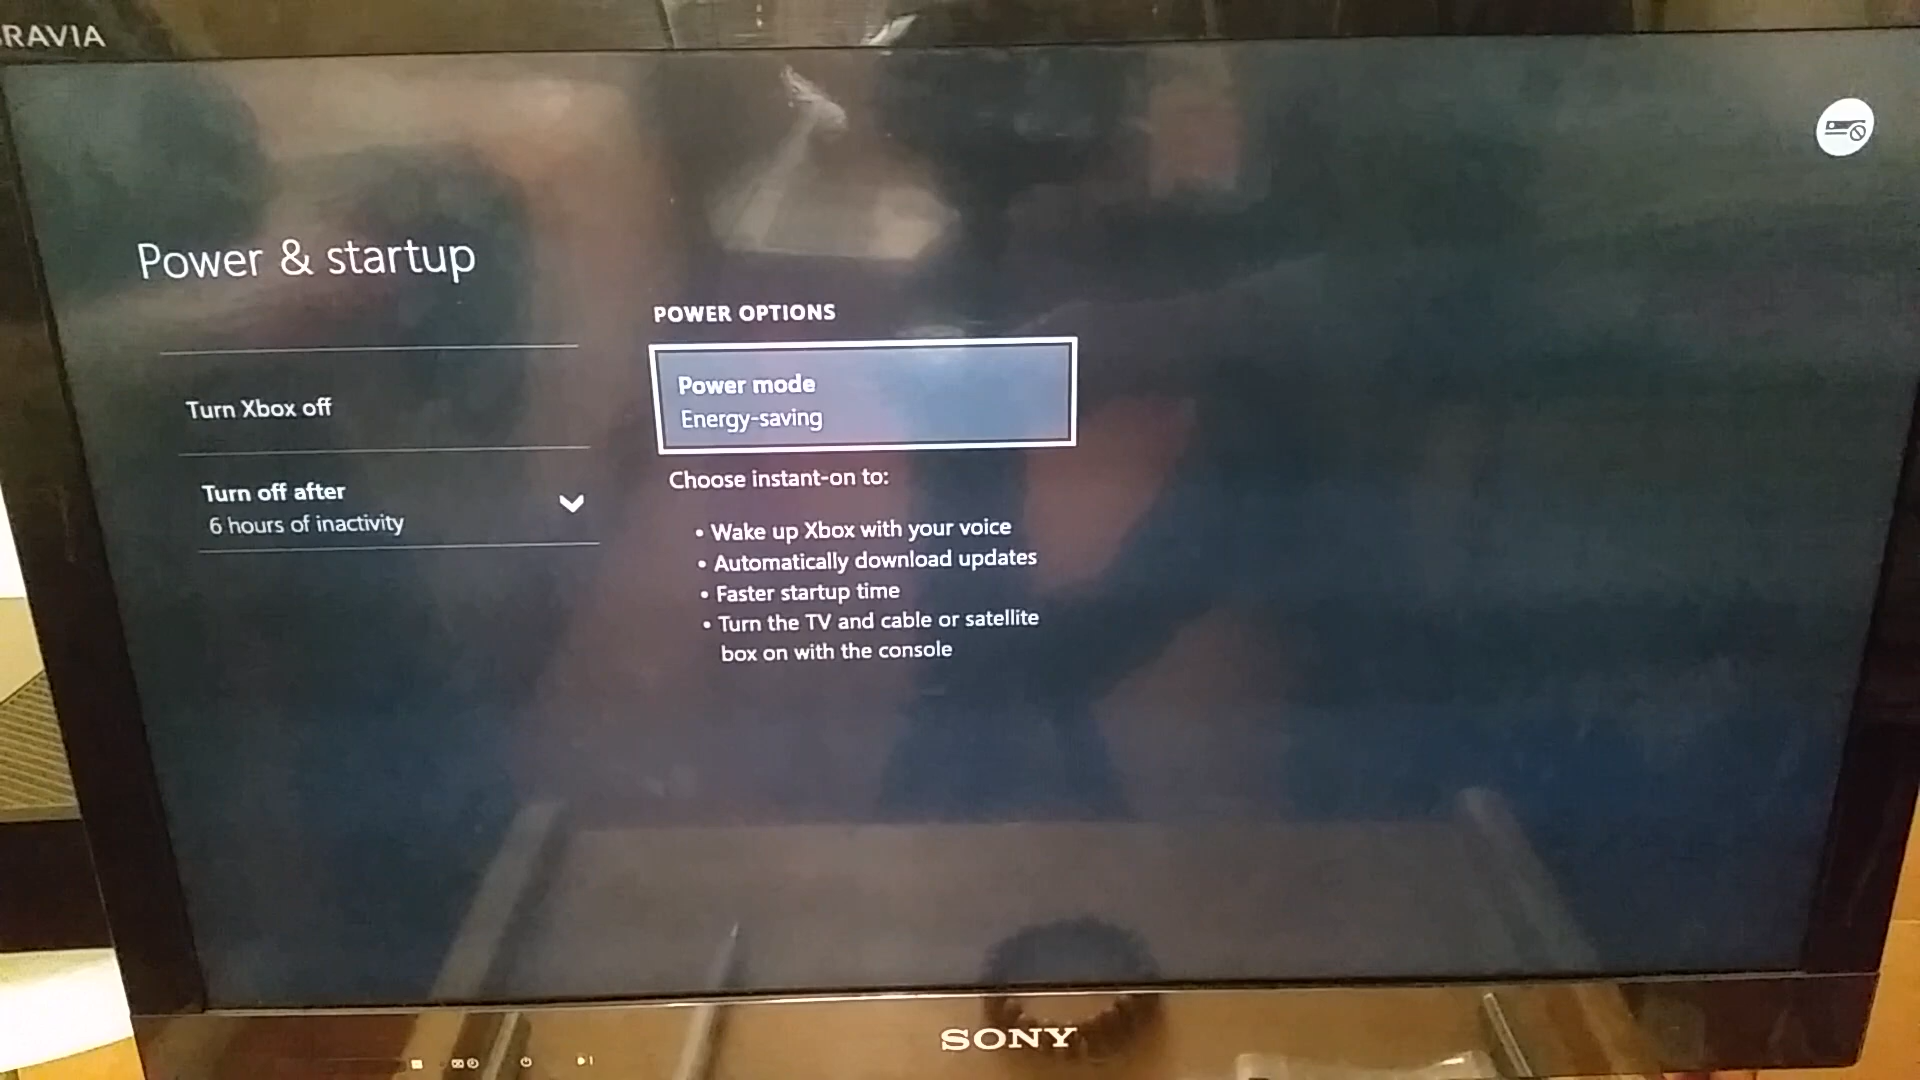 RAVIA
Power & startup
Turn Xbox off
Turn off after
6 hours of inactivity
POWER OPTIONS
Power mode
Energy-saving
Choose instant-on to:
• Wake up Xbox with your voice
• Automatically download updates
• Faster startup time
• Turn the TV and cable or satellite
box on with the console
SONY